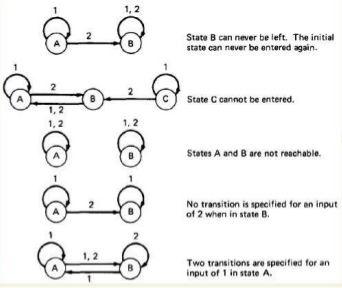 1
1, 2
2
A
B
State B can never be left. The initial
state can never be entered again.
1
1
2
2
A
B
C
1, 2
State C cannot be entered.
1, 2
1, 2
A
B
States A and B are not reachable.
1
1
2
A
B
No transition is specified for an input
of 2 when in state B.
1
2
1, 2
A
B
1
Two transitions are specified for an
input of 1 in state A.